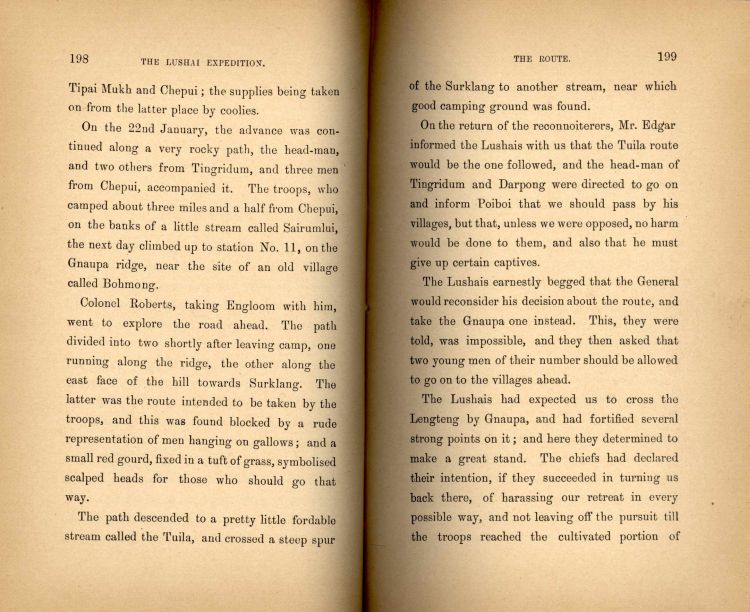 198
THE LUSHAI EXPEDITION.
Tipai Mukh and Chepui; the supplies being taken
on from the latter place by coolies.
On the 22nd January, the advance was con-
tinued along a very rocky path, the head-man,
and two others from Tingridum, and three men
from Chepui, accompanied it. The troops, who
camped about three miles and a half from Chepui,
on the banks of a little stream called Sairumlui,
the next day climbed up to station No. 11, on the
Gnaupa ridge, near the site of an old village
called Bohmong.
Colonel Roberts, taking Engloom with him,
went to explore the road ahead. The path
divided into two shortly after leaving camp, one
running along the ridge, the other along the
east face of the hill towards Surklang. The
latter was the route intended to be taken by the
troops, and this was found blocked by a rude
representation of men hanging on gallows; and a
small red gourd, fixed in a tuft of grass, symbolised
scalped heads for those who should go that
way.
The path descended to a pretty little fordable
stream called the Tuila, and crossed a steep spur
THE ROUTE.
199
of the Surklang to another stream, near which
good camping ground was found.
On the return of the reconnoiterers, Mr. Edgar
informed the Lushais with us that the Tuila route
would be the one followed, and the head-man of
Tingridum and Darpong were directed to go on
and inform Poiboi that we should pass by his
villages, but that, unless we were opposed, no harm
would be done to them, and also that he must
give up certain captives.
The Lushais earnestly begged that the General
would reconsider his decision about the route, and
take the Gnaupa one instead. This, they were
told, was impossible, and they then asked that
two young men of their number should be allowed
to go on to the villages ahead.
The Lushais had expected us to cross the
Lengteng by Gnaupa, and had fortified several
strong points on it; and here they determined to
make a great stand. The chiefs had declared
their intention, if they succeeded in turning us
back there, of harassing our retreat in every
possible way, and not leaving off the pursuit till
the troops reached the cultivated portion of